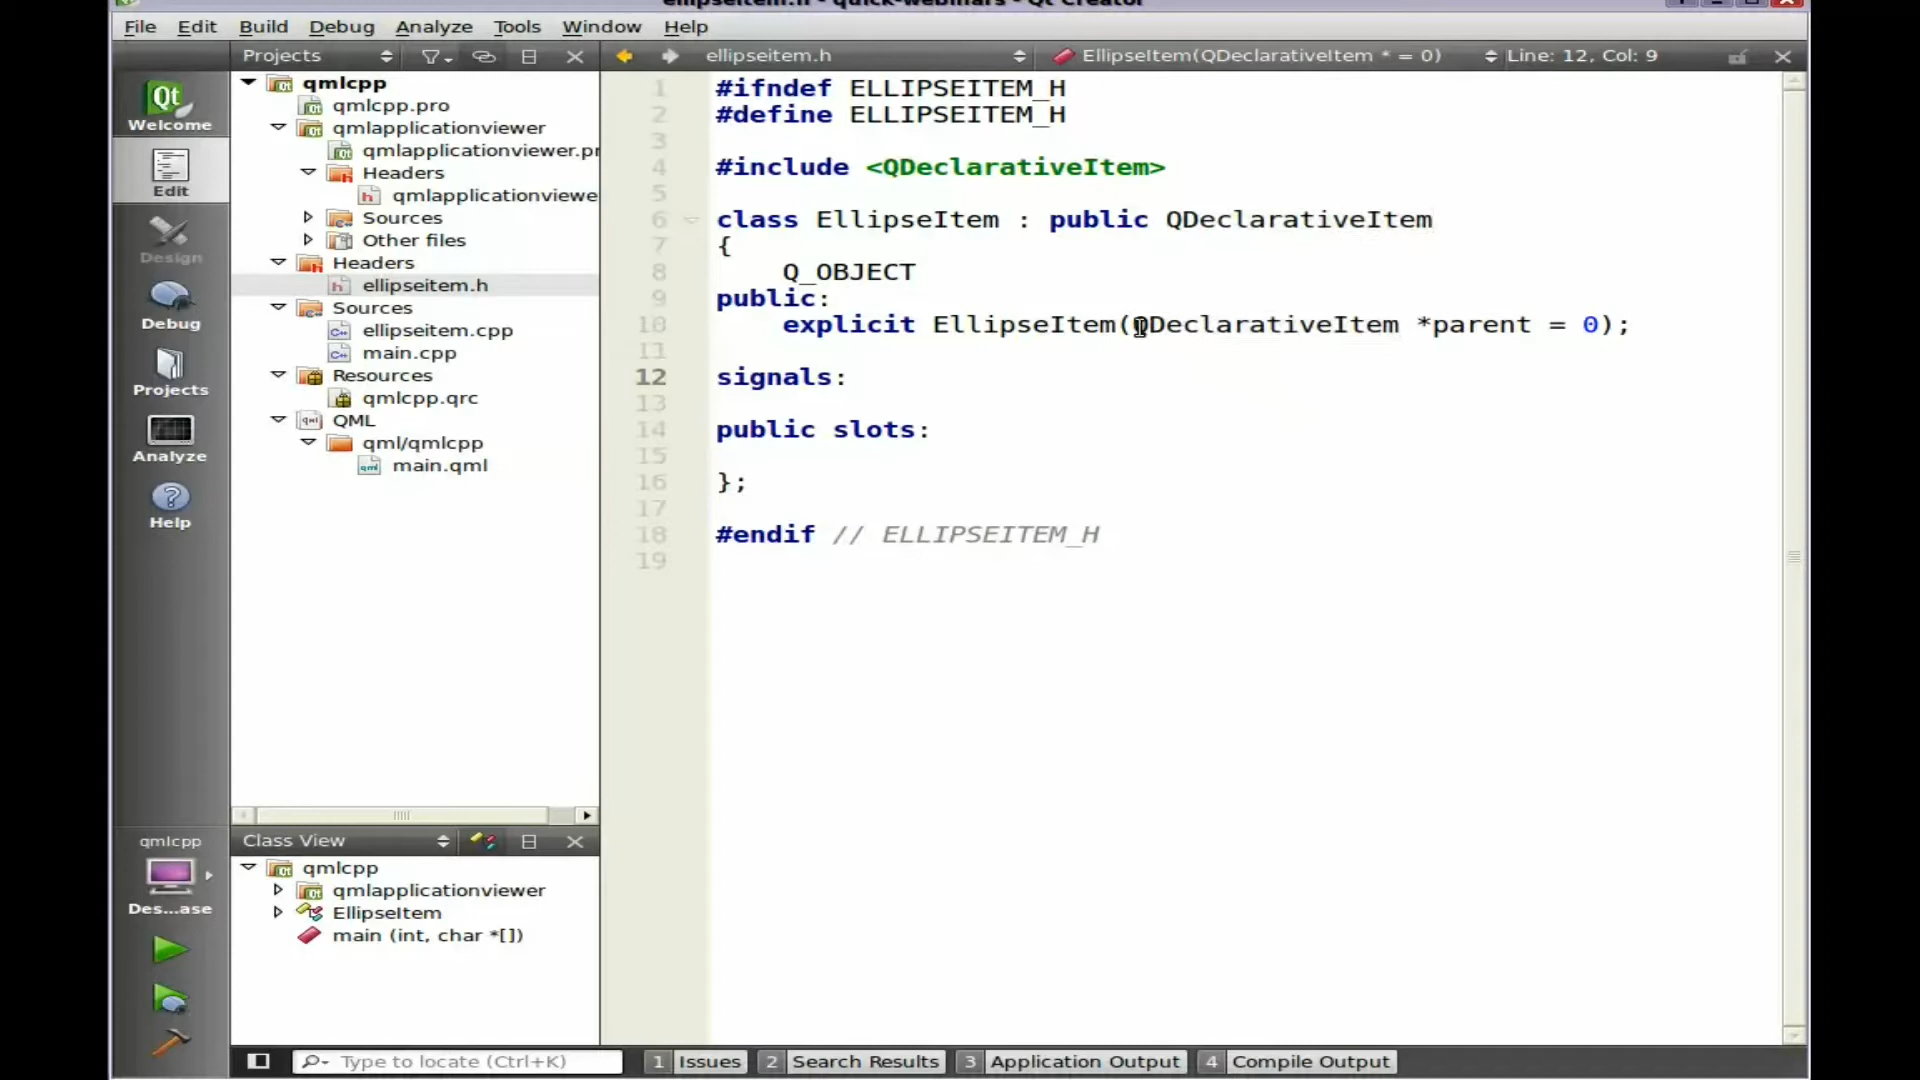 ellipseitem.h - quick-webinars - Qt Creator
File Edit Build Debug Analyze Tools Window Help
Projects
ellipseitem.h
EllipseItem(QDeclarativeItem * = 0)
Line: 12, Col: 9
Welcome
Edit
Design
Debug
Projects
Analyze
Help
qmlcpp
qmlcpp.pro
qmlapplicationviewer
qmlapplicationviewer.pr
Headers
qmlapplicationviewe
Sources
Other files
Headers
ellipseitem.h
Sources
ellipseitem.cpp
main.cpp
Resources
qmlcpp.qrc
QML
qml/qmlcpp
main.qml
1 #ifndef ELLIPSEITEM_H
2 #define ELLIPSEITEM_H
3
4 #include <QDeclarativeItem>
5
6 class EllipseItem : public QDeclarativeItem
7 {
8 Q_OBJECT
9 public:
10 explicit EllipseItem(QDeclarativeItem *parent = 0);
11
12 signals:
13
14 public slots:
15
16 };
17
18 #endif // ELLIPSEITEM_H
19
Class View
qmlcpp
qmlapplicationviewer
EllipseItem
main (int, char *[])
qmlcpp
Des...ase
Type to locate (Ctrl+K)
1 Issues
2 Search Results
3 Application Output
4 Compile Output